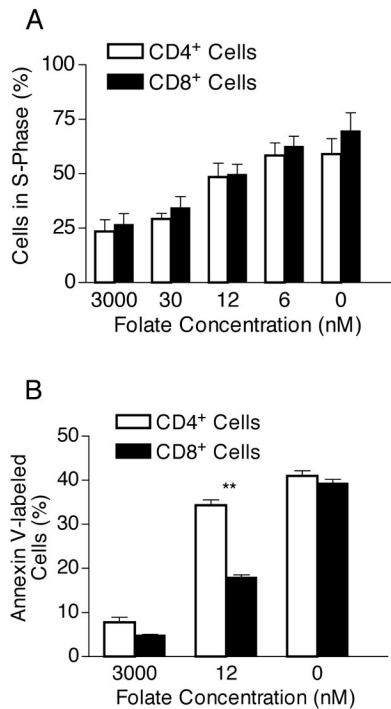 A
CD4⁺ Cells
CD8⁺ Cells
Cells in S-Phase (%)
100
75
50
25
0
3000 30 12 6 0
Folate Concentration (nM)
B
CD4⁺ Cells
CD8⁺ Cells
Annexin V-labeled
Cells (%)
50
40
30
20
10
0
**
3000 12 0
Folate Concentration (nM)